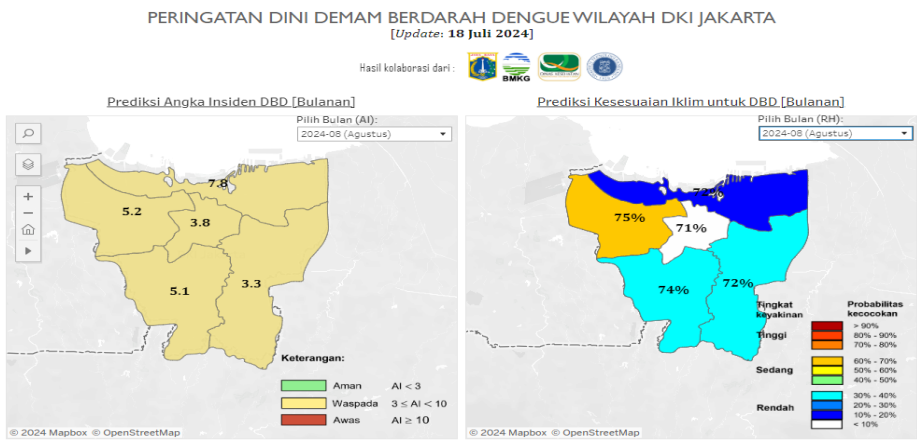 PERINGATAN DINI DEMAM BERDARAH DENGUE WILAYAH DKI JAKARTA
[Update: 18 Juli 2024]
Hasil kolaborasi dari :
BMKG
Prediksi Angka Insiden DBD [Bulanan]
Pilih Bulan (AI):
2024-08 (Agustus)
7.8
5.2
3.8
5.1
3.3
Keterangan:
Aman AI < 3
Waspada 3 ≤ AI < 10
Awas AI ≥ 10
© 2024 Mapbox © OpenStreetMap
Prediksi Kesesuaian Iklim untuk DBD [Bulanan]
Pilih Bulan (RH):
2024-08 (Agustus)
75%
71%
74%
72%
Tingkat keyakinan
Probabilitas kecocokan
Tinggi
> 90%
80% - 90%
70% - 80%
Sedang
60% - 70%
50% - 60%
40% - 50%
Rendah
30% - 40%
20% - 30%
10% - 20%
< 10%
© 2024 Mapbox © OpenStreetMap